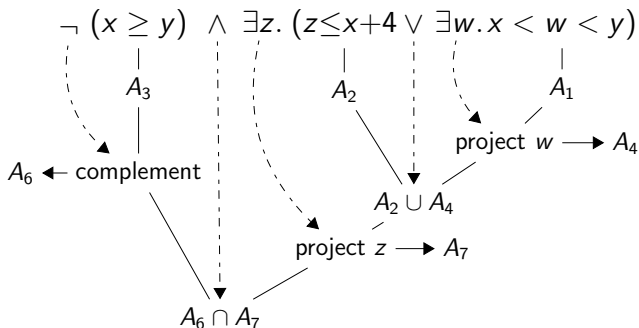 ¬ (x ≥ y) ∧ ∃z. (z≤x+4 ∨ ∃w.x < w < y)
A₃ A₂ A₁
project w A₄
A₆ complement
A₂ ∪ A₄
project z A₇
A₆ ∩ A₇